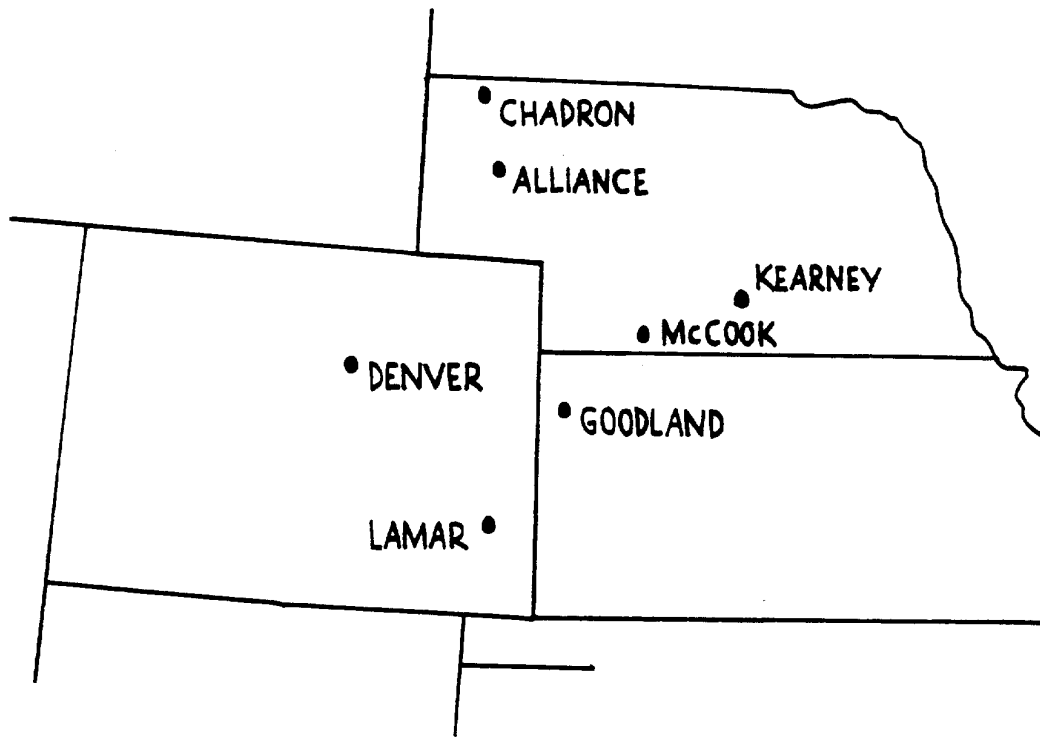 CHADRON
ALLIANCE
KEARNEY
McCOOK
DENVER
GOODLAND
LAMAR